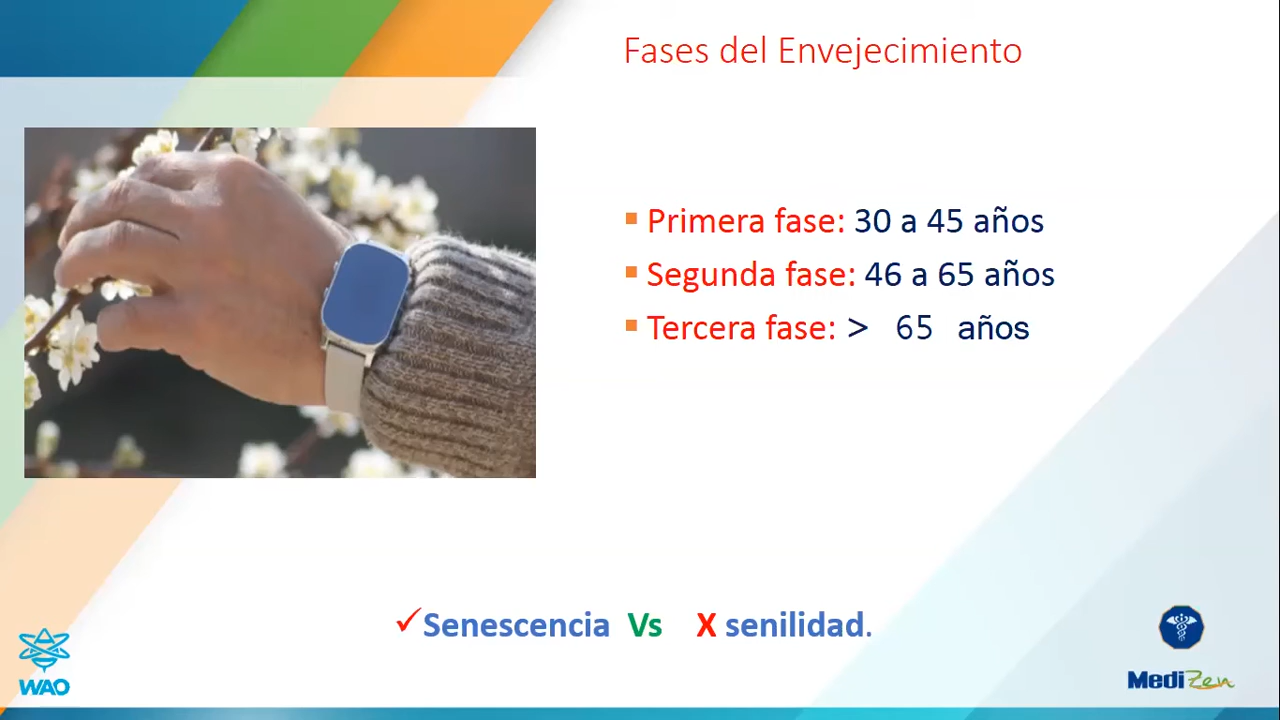 Fases del Envejecimiento
▪ Primera fase: 30 a 45 años
▪ Segunda fase: 46 a 65 años
▪ Tercera fase: > 65 años
✓Senescencia Vs X senilidad.
WAO
MediZen